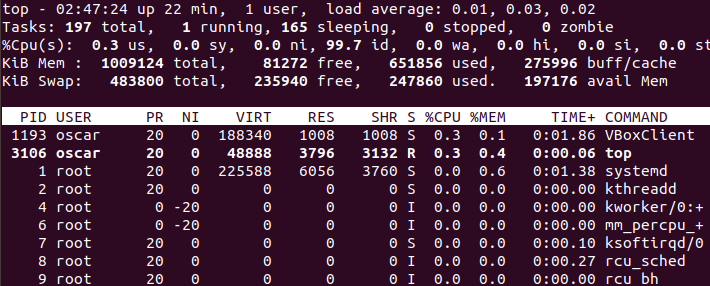 top - 02:47:24 up 22 min,  1 user,  load average: 0.01, 0.03, 0.02
Tasks: 197 total,   1 running, 165 sleeping,   0 stopped,   0 zombie
%Cpu(s):  0.3 us,  0.0 sy,  0.0 ni, 99.7 id,  0.0 wa,  0.0 hi,  0.0 si,  0.0 st
KiB Mem :  1009124 total,    81272 free,   651856 used,   275996 buff/cache
KiB Swap:   483800 total,   235940 free,   247860 used.   197176 avail Mem
PID USER      PR  NI    VIRT    RES    SHR S %CPU %MEM     TIME+ COMMAND
1193 oscar     20   0  188340   1008   1008 S  0.3  0.1   0:01.86 VBoxClient
3106 oscar     20   0   48888   3796   3132 R  0.3  0.4   0:00.06 top
1 root      20   0  225588   6056   3760 S  0.0  0.6   0:01.38 systemd
2 root      20   0       0      0      0 S  0.0  0.0   0:00.00 kthreadd
4 root       0 -20       0      0      0 I  0.0  0.0   0:00.00 kworker/0:+
6 root       0 -20       0      0      0 I  0.0  0.0   0:00.00 mm_percpu_+
7 root      20   0       0      0      0 S  0.0  0.0   0:00.10 ksoftirqd/0
8 root      20   0       0      0      0 I  0.0  0.0   0:00.27 rcu_sched
9 root      20   0       0      0      0 I  0.0  0.0   0:00.00 rcu_bh